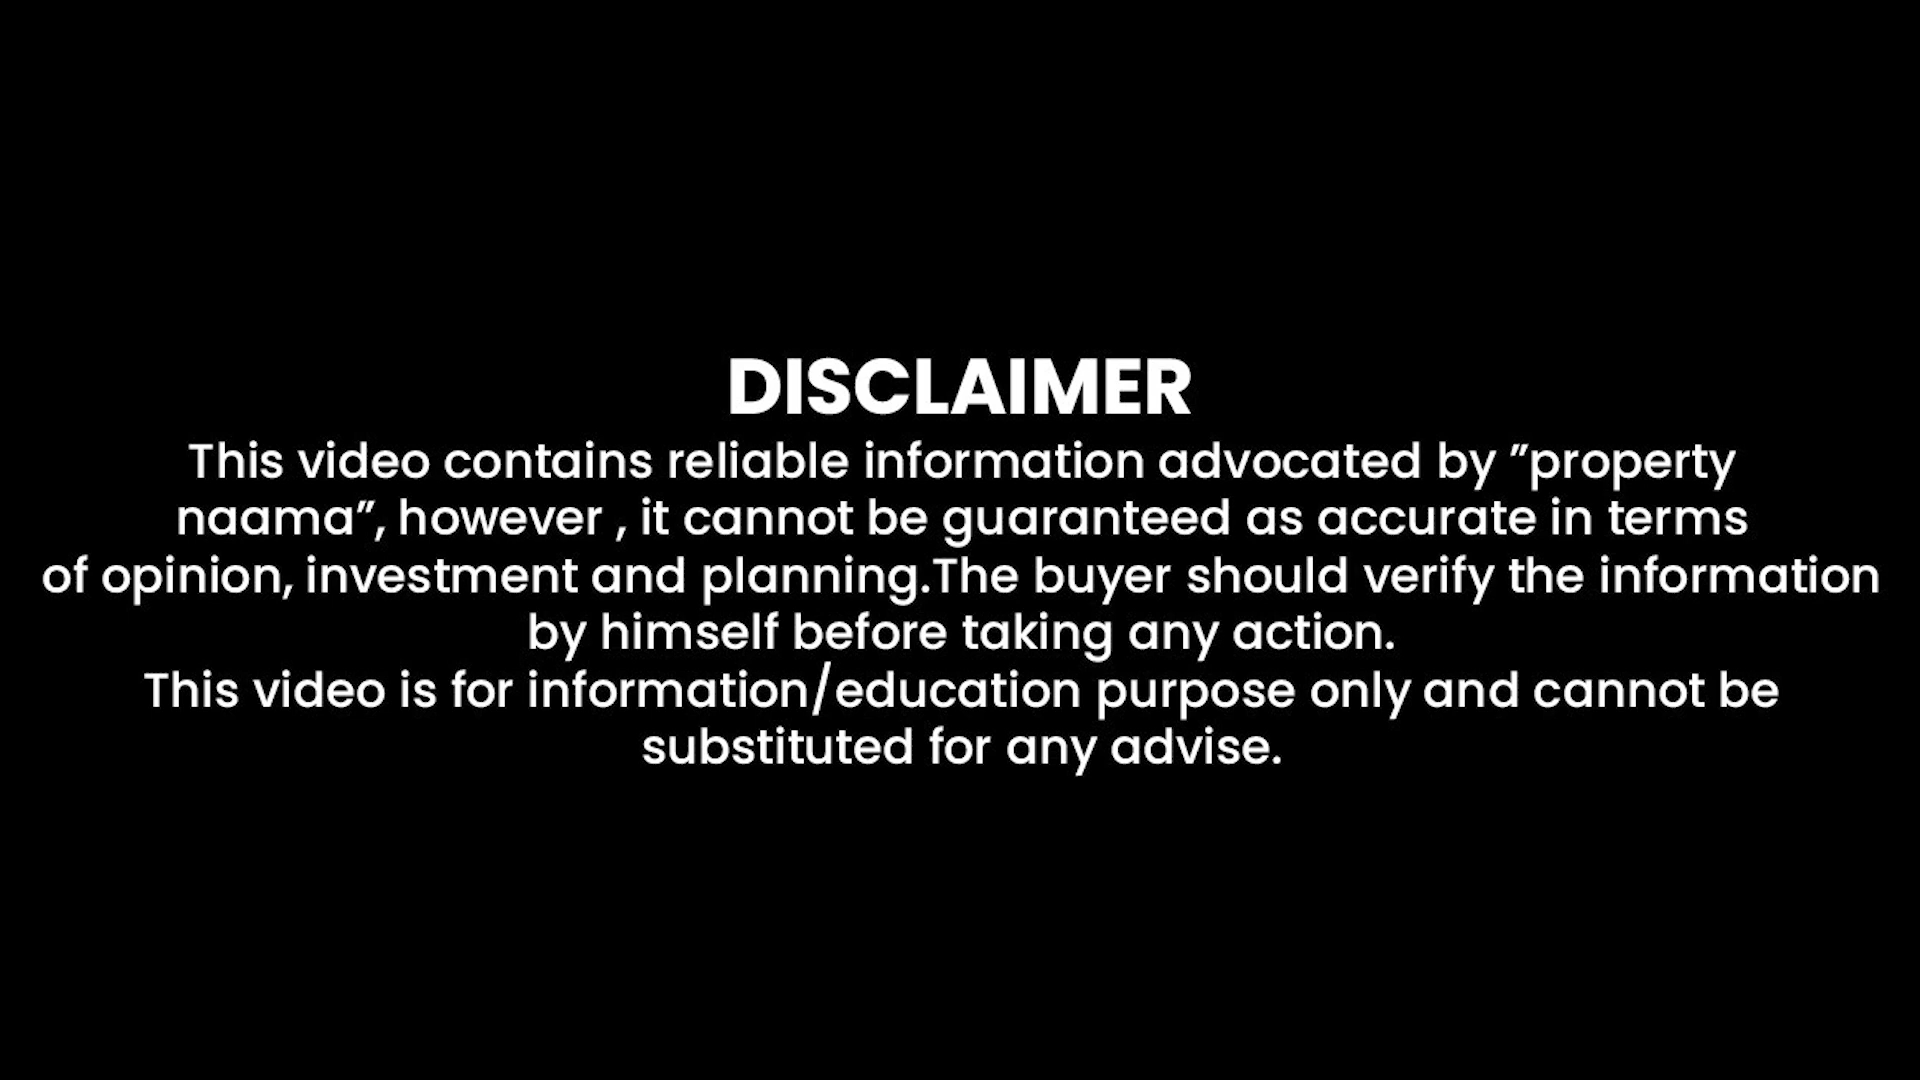 DISCLAIMER
This video contains reliable information advocated by ”property
naama”, however , it cannot be guaranteed as accurate in terms
of opinion, investment and planning.The buyer should verify the information
by himself before taking any action.
This video is for information/education purpose only and cannot be
substituted for any advise.